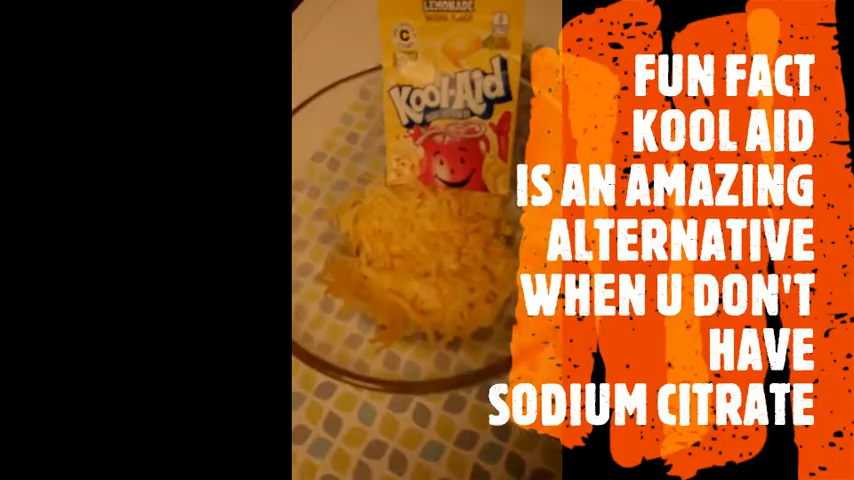 LEMONADE
Kool-Aid
FUN FACT
KOOL AID
IS AN AMAZING
ALTERNATIVE
WHEN U DON'T
HAVE
SODIUM CITRATE